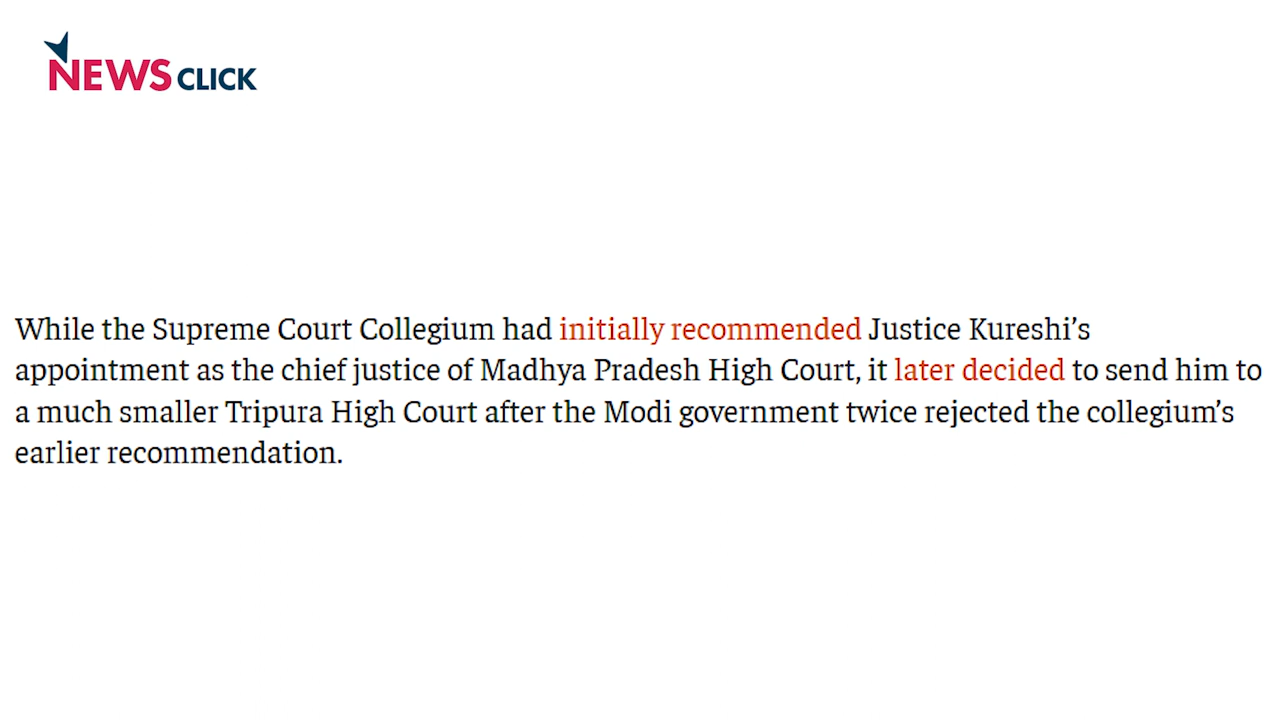 NEWS CLICK
While the Supreme Court Collegium had initially recommended Justice Kureshi’s
appointment as the chief justice of Madhya Pradesh High Court, it later decided to send him to
a much smaller Tripura High Court after the Modi government twice rejected the collegium’s
earlier recommendation.